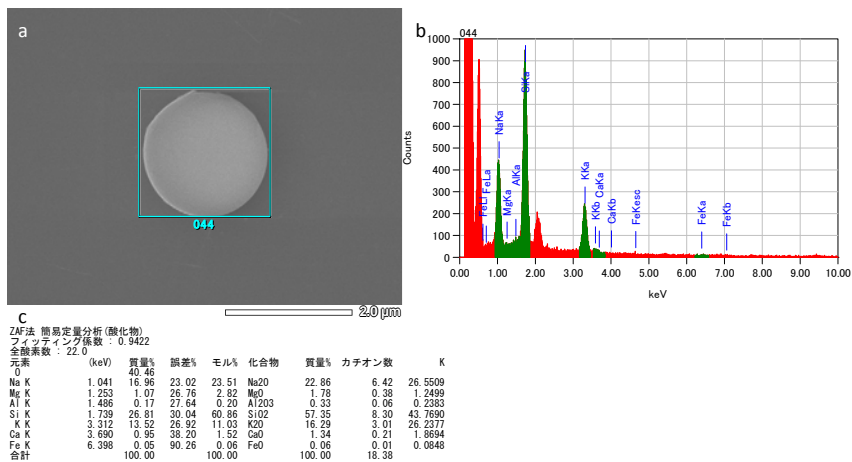 a
044
2.0 µm
b
044
1000
900
800
700
600
500
400
300
200
100
0
Counts
FeLl
FeLa
NaKa
MgKa
AlKa
SiKa
KKa
KKb
CaKa
CaKb
FeKesc
FeKa
FeKb
0.00 1.00 2.00 3.00 4.00 5.00 6.00 7.00 8.00 9.00 10.00
keV
c
ZAF法 簡易定量分析(酸化物)
フィッティング係数 : 0.9422
全酸素数 : 22.0
元素 (keV) 質量% 誤差% モル% 化合物 質量% カチオン数 K
O 40.46
Na K 1.041 16.96 23.02 23.51 Na2O 22.86 6.42 26.5509
Mg K 1.253 1.07 26.76 2.82 MgO 1.78 0.38 1.2499
Al K 1.486 0.17 27.64 0.20 Al2O3 0.33 0.06 0.2383
Si K 1.739 26.81 30.04 60.86 SiO2 57.35 8.30 43.7690
K K 3.312 13.52 26.92 11.03 K2O 16.29 3.01 26.2377
Ca K 3.690 0.95 38.20 1.52 CaO 1.34 0.21 1.8694
Fe K 6.398 0.05 90.26 0.06 FeO 0.06 0.01 0.0848
合計 100.00 100.00 100.00 18.38